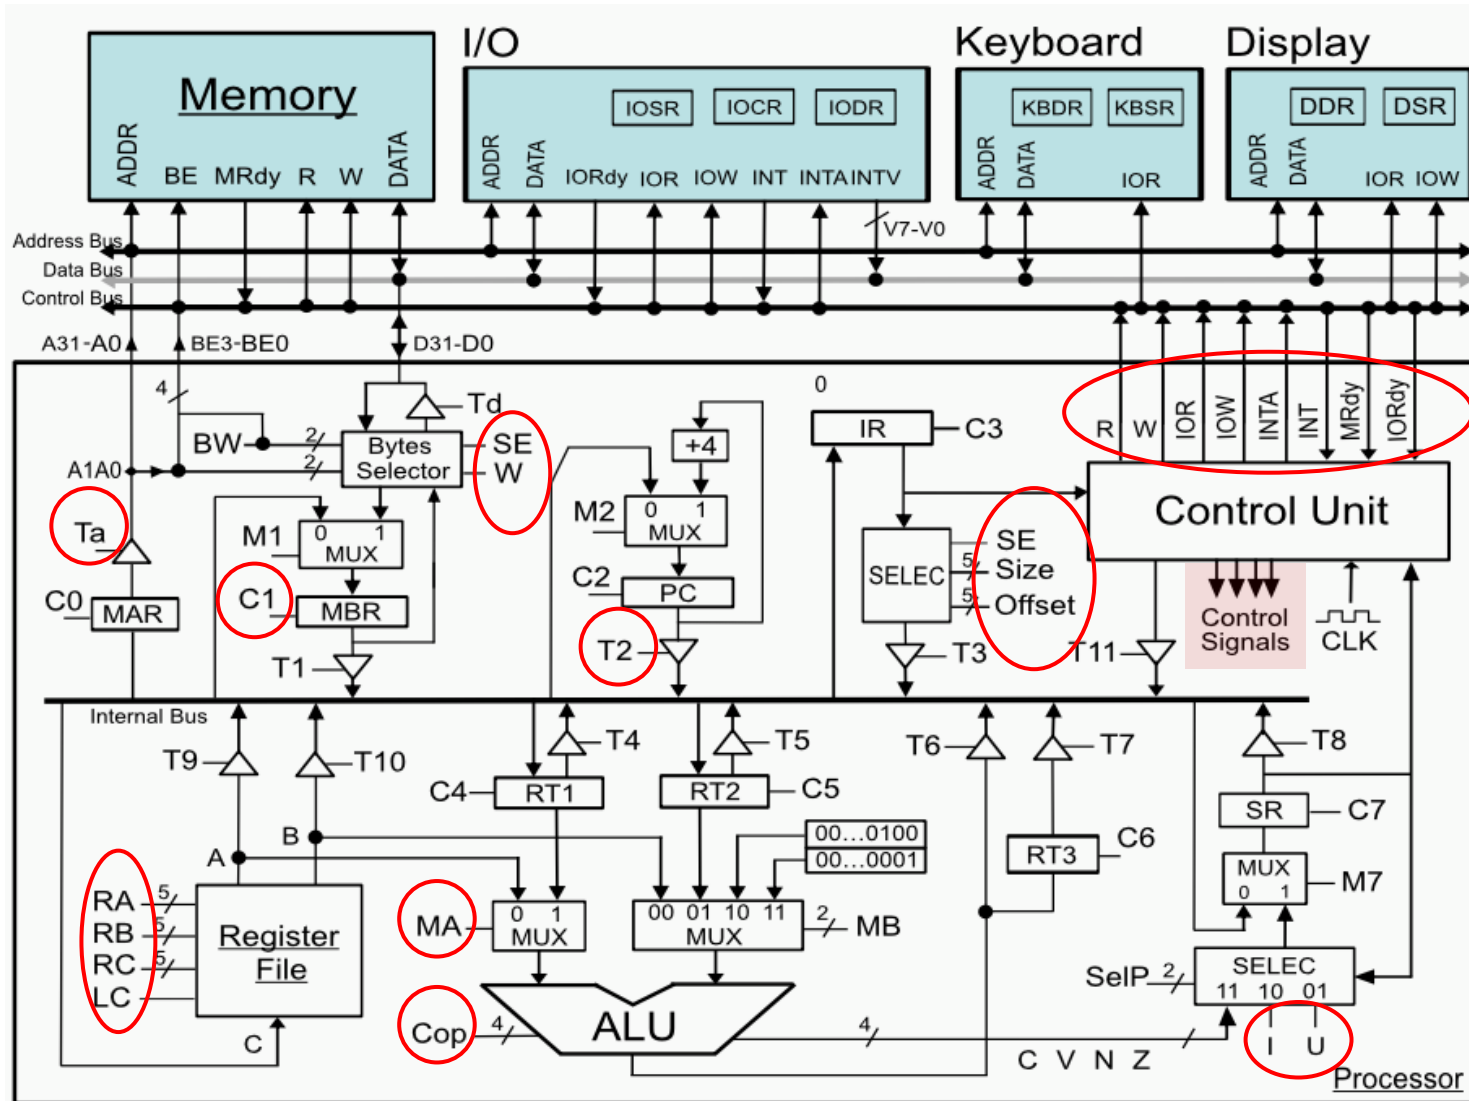 I/O
Keyboard
Display
Memory
IOSR
IOCR
IODR
KBDR
KBSR
DDR
DSR
ADDR
BE
MRdy
R
W
DATA
ADDR
DATA
IORdy
IOR
IOW
INT
INTA
INTV
ADDR
DATA
IOR
ADDR
DATA
IOR
IOW
V7-V0
Address Bus
Data Bus
Control Bus
A31-A0
BE3-BE0
D31-D0
0
4
Td
BW
2
Bytes Selector
SE
W
A1A0
2
+4
IR
C3
R
W
IOR
IOW
INTA
INT
MRdy
IORdy
Ta
M1
0 1
MUX
M2
0 1
MUX
SELEC
SE
5
Size
5
Offset
Control Unit
C0
MAR
C1
MBR
C2
PC
Control
Signals
CLK
T1
T2
T3
T11
Internal Bus
T9
T10
T4
T5
T6
T7
T8
C4
RT1
RT2
C5
SR
C7
A
B
00...0100
00...0001
RT3
C6
MUX
0 1
M7
RA
5
RB
5
RC
5
LC
Register
File
MA
0 1
MUX
00 01 10 11
MUX
2
MB
SelP
2
SELEC
11 10 01
C
Cop
4
ALU
4
C V N Z
I
U
Processor